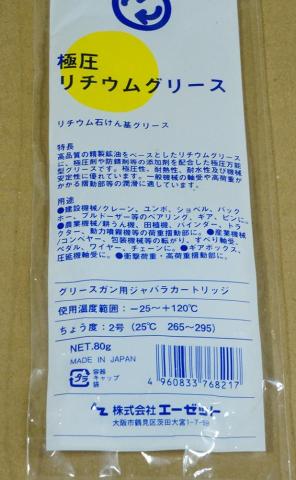 極圧
リチウムグリース
リチウム石けん基グリース
特長
高品質の精製鉱油をベースとしたリチウムグリース
に、極圧剤や防錆剤等の添加剤を配合した極圧万能
型グリースです。極圧性、耐熱性、耐水性及び機械
安定性に優れています。一般機械の軸受や高荷重が
かかる摺動部等の潤滑に適しています。
用途
●建設機械/クレーン、ユンボ、ショベル、バック
ホー、ブルドーザー等のベアリング、ギア、ピンに。
●農業機械/耕うん機、田植機、バインダー、トラ
クター、動力噴霧機等の荷重摺動部に。●産業機械
/コンベヤー、包装機械等の転がり、すべり軸受、
ペダル、ワイヤー、チェーンに。●ギアボックス、
圧延機軸受に。●衝撃荷重・高荷重摺動部に。
グリースガン用ジャバラカートリッジ
使用温度範囲：−25〜＋120℃
ちょう度：2号（25℃ 265〜295）
NET.80g
MADE IN JAPAN
プラ
容器
キャップ
袋
4960833768217
株式会社 エーゼット
大阪市鶴見区茨田大宮1-7-59